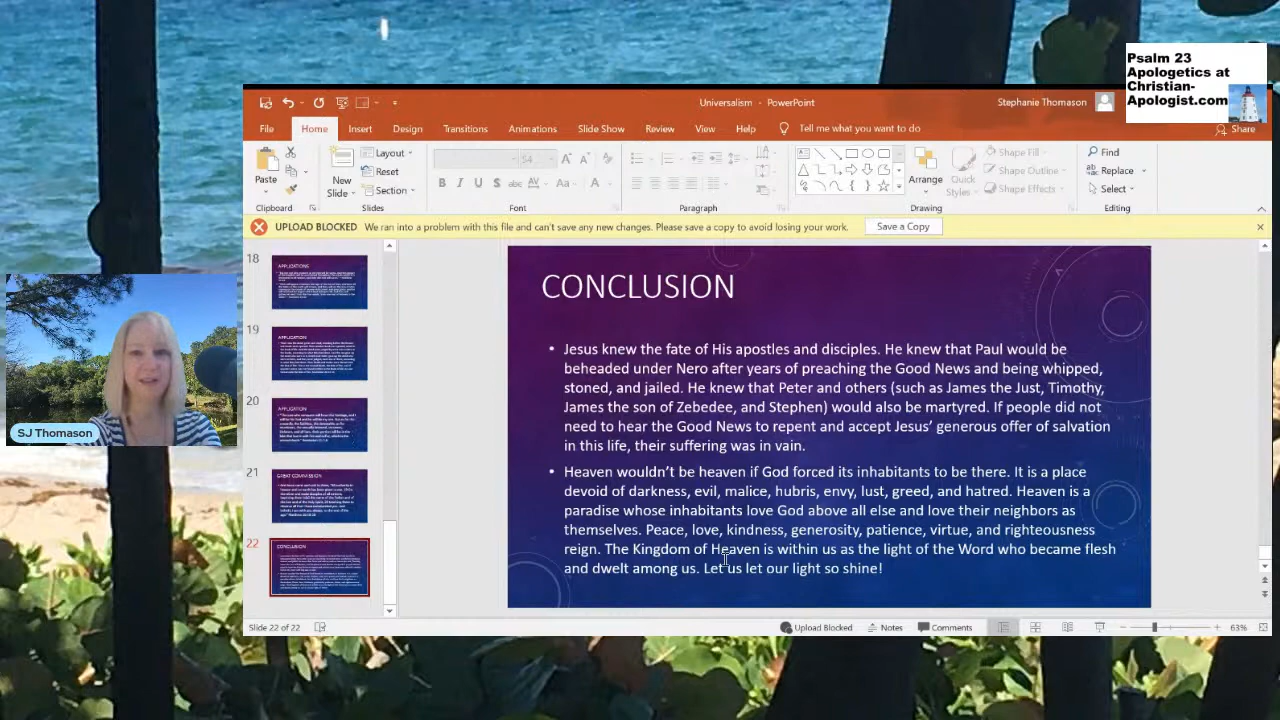 Psalm 23
Apologetics at
Christian-
Apologist.com
Universalism - PowerPoint
Stephanie Thomason
File
Home
Insert
Design
Transitions
Animations
Slide Show
Review
View
Help
Tell me what you want to do
Share
Paste
New
Slide
Layout
Reset
Section
54
B I U S abc AV Aa A
Arrange
Quick
Styles
Shape Fill
Shape Outline
Shape Effects
Find
Replace
Select
Clipboard
Slides
Font
Paragraph
Drawing
Editing
UPLOAD BLOCKED We ran into a problem with this file and can't save any new changes. Please save a copy to avoid losing your work.
Save a Copy
18
APPLICATIONS
19
APPLICATION
20
APPLICATION
21
GREAT COMMISSION
22
CONCLUSION
CONCLUSION
• Jesus knew the fate of his apostles and disciples. He knew that Paul would be
beheaded under Nero after years of preaching the Good News and being whipped,
stoned, and jailed. He knew that Peter and others (such as James the Just, Timothy,
James the son of Zebedee, and Stephen) would also be martyred. If people did not
need to hear the Good News to repent and accept Jesus' generous offer of salvation
in this life, their suffering was in vain.
• Heaven wouldn't be heaven if God forced its inhabitants to be there. It is a place
devoid of darkness, evil, malice, hubris, envy, lust, greed, and hatred. Heaven is a
paradise whose inhabitants love God above all else and love their neighbors as
themselves. Peace, love, kindness, generosity, patience, virtue, and righteousness
reign. The Kingdom of Heaven is within us as the light of the Word who became flesh
and dwelt among us. Let us let our light so shine!
SJ Thomason
Slide 22 of 22
Upload Blocked
Notes
Comments
63%